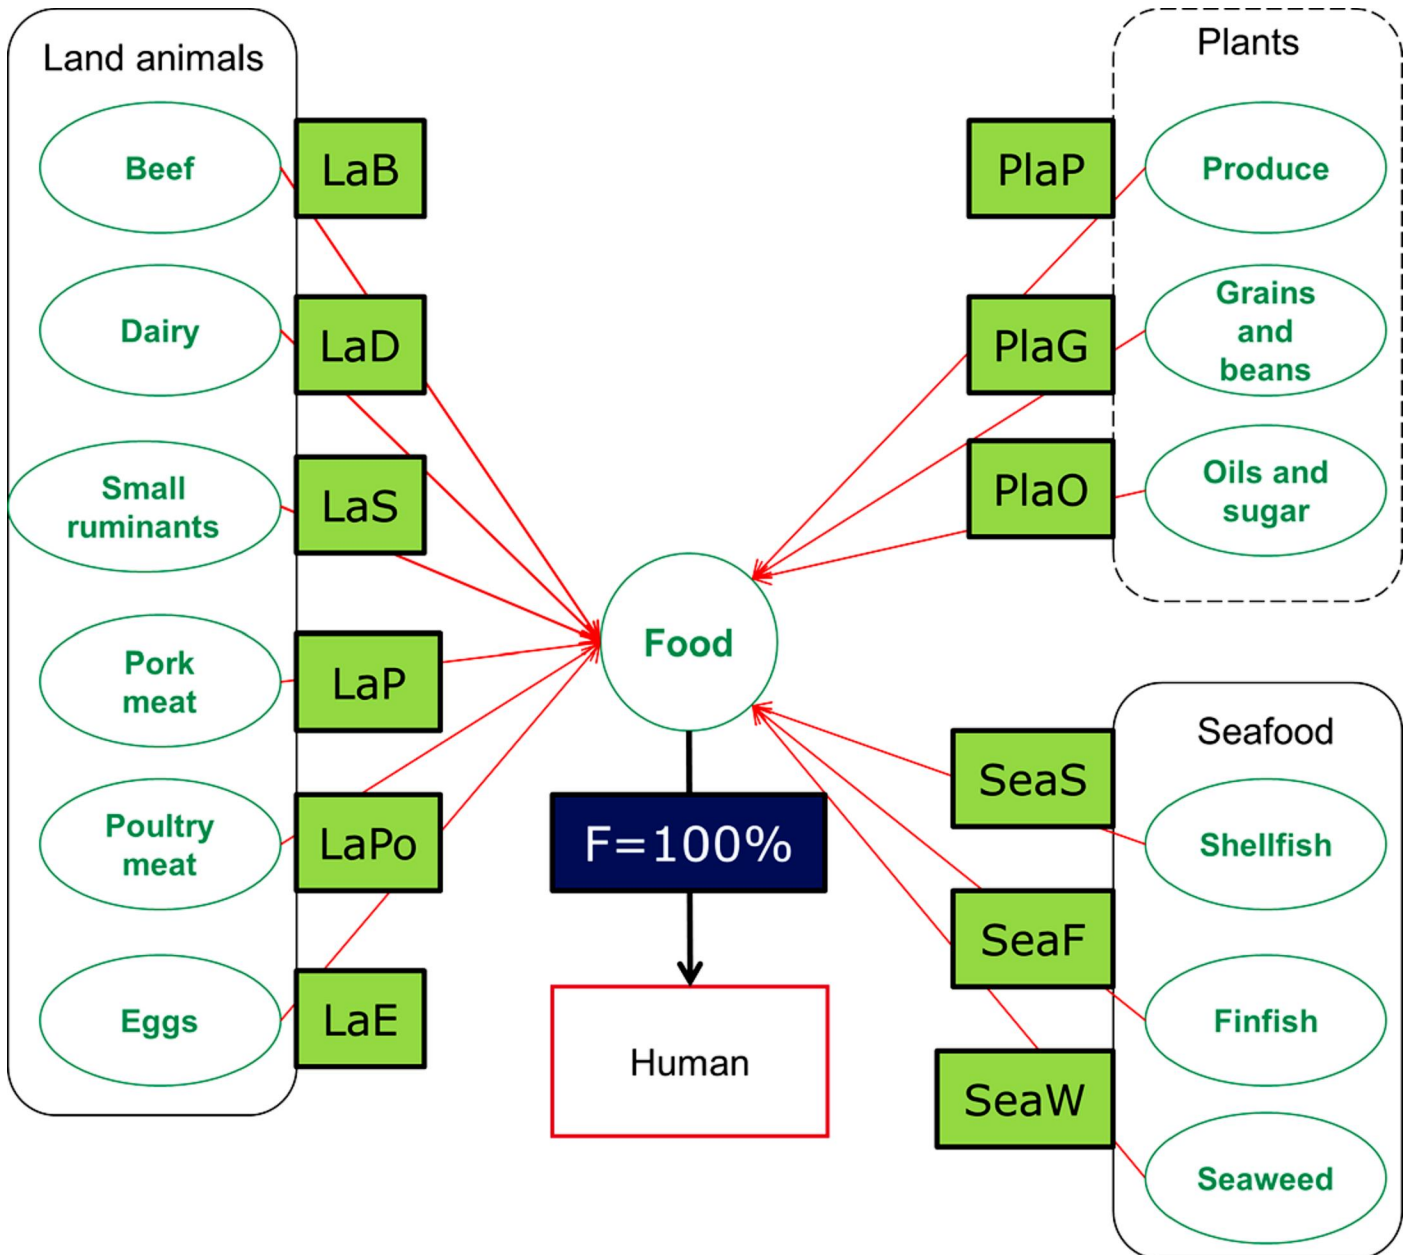 Land animals
Beef
LaB
Dairy
LaD
Small
ruminants
LaS
Pork
meat
LaP
Poultry
meat
LaPo
Eggs
LaE
Food
F=100%
Human
Plants
PlaP
Produce
PlaG
Grains
and
beans
PlaO
Oils and
sugar
Seafood
SeaS
Shellfish
SeaF
Finfish
SeaW
Seaweed